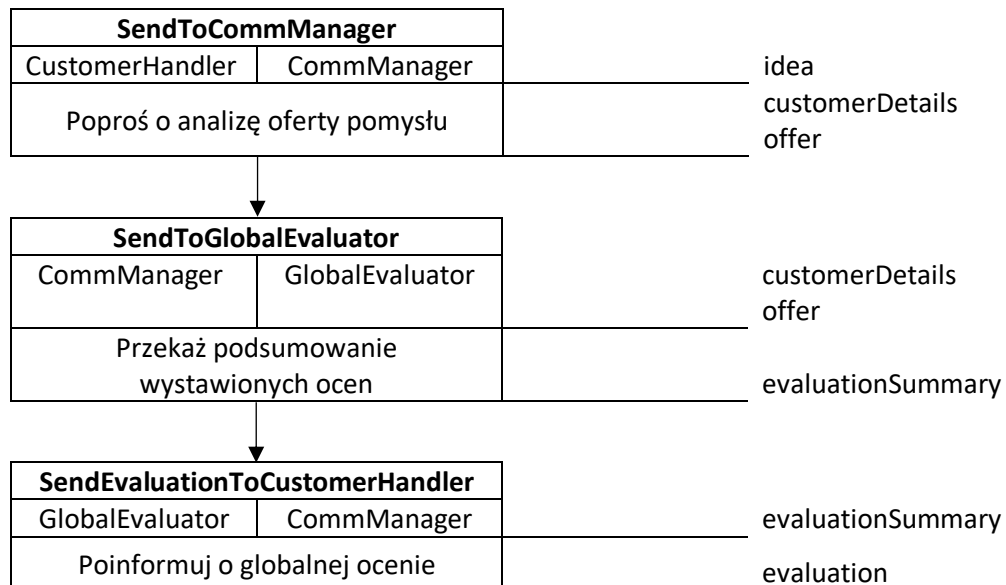 SendToCommManager
CustomerHandler CommManager idea
Poproś o analizę oferty pomysłu customerDetails
offer
SendToGlobalEvaluator
CommManager GlobalEvaluator customerDetails
offer
Przekaż podsumowanie
wystawionych ocen evaluationSummary
SendEvaluationToCustomerHandler
GlobalEvaluator CommManager evaluationSummary
Poinformuj o globalnej ocenie evaluation